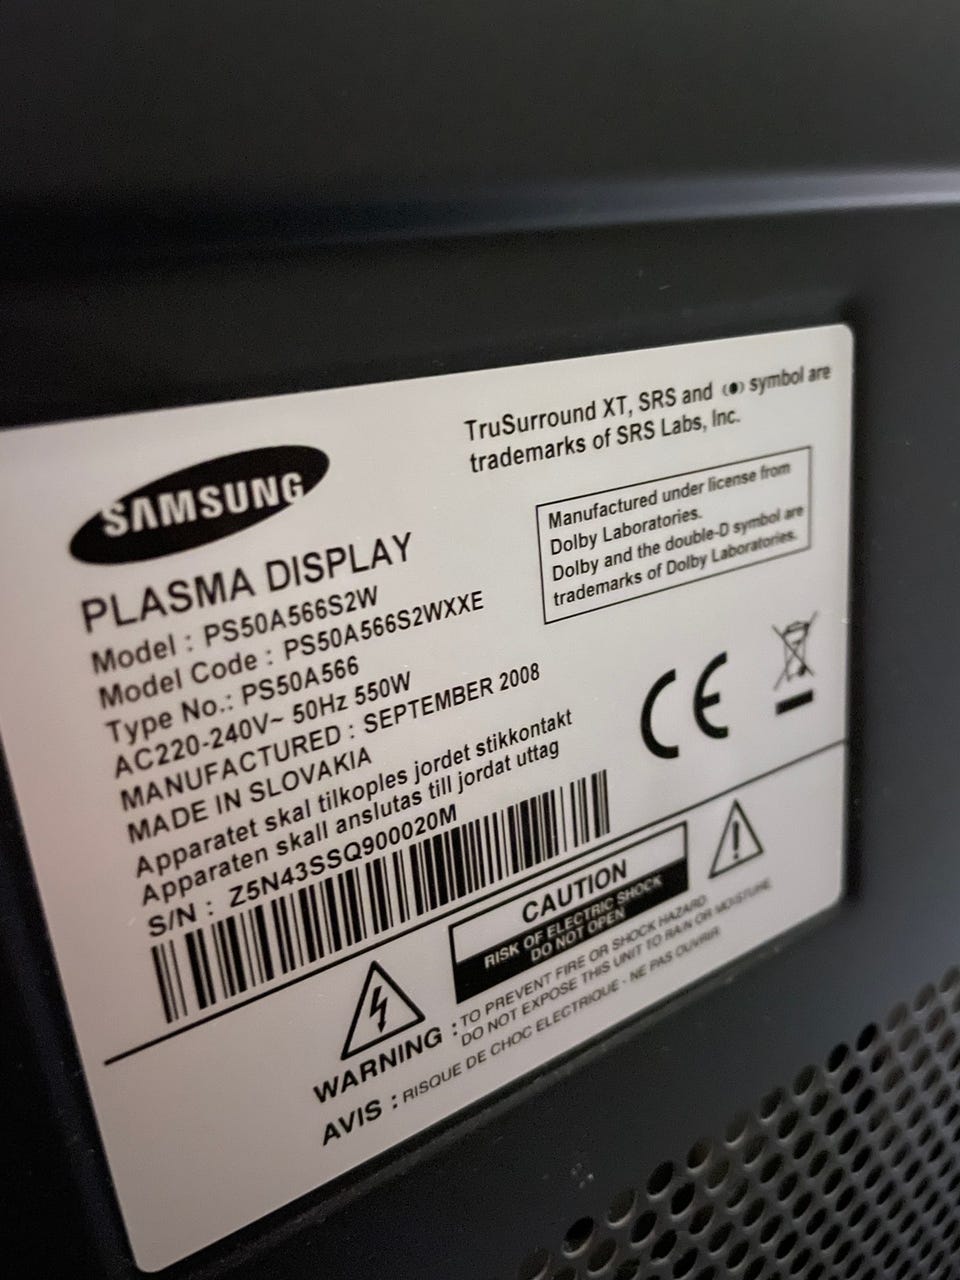 SAMSUNG
PLASMA DISPLAY
Model : PS50A566S2W
Model Code : PS50A566S2WXXE
Type No.: PS50A566
AC220-240V~ 50Hz 550W
MANUFACTURED : SEPTEMBER 2008
MADE IN SLOVAKIA
Apparatet skal tilkoples jordet stikkontakt
Apparaten skall anslutas till jordat uttag
S/N : Z5N43SSQ900020M
TruSurround XT, SRS and (●) symbol are
trademarks of SRS Labs, Inc.
Manufactured under license from
Dolby Laboratories.
Dolby and the double-D symbol are
trademarks of Dolby Laboratories.
CE
CAUTION
RISK OF ELECTRIC SHOCK
DO NOT OPEN
WARNING : TO PREVENT FIRE OR SHOCK HAZARD
DO NOT EXPOSE THIS UNIT TO RAIN OR MOISTURE
AVIS : RISQUE DE CHOC ELECTRIQUE - NE PAS OUVRIR